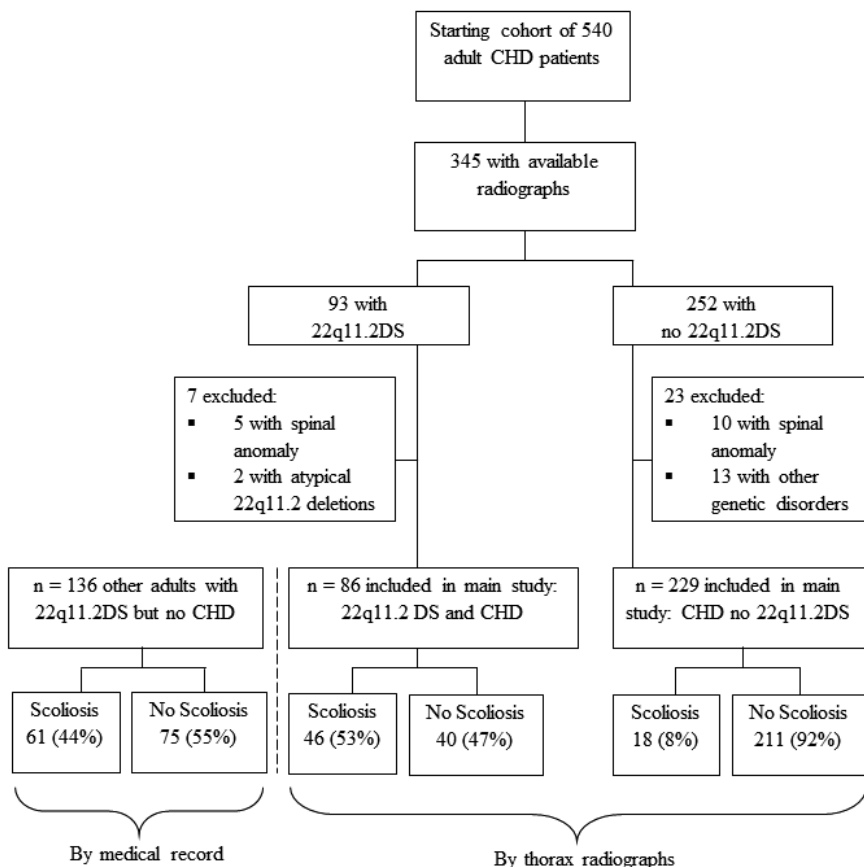 Starting cohort of 540
adult CHD patients
345 with available
radiographs
93 with
22q11.2DS
252 with
no 22q11.2DS
7 excluded:
▪ 5 with spinal
anomaly
▪ 2 with atypical
22q11.2 deletions
23 excluded:
▪ 10 with spinal
anomaly
▪ 13 with other
genetic disorders
n = 136 other adults with
22q11.2DS but no CHD
n = 86 included in main study:
22q11.2 DS and CHD
n = 229 included in main
study: CHD no 22q11.2DS
Scoliosis
61 (44%)
No Scoliosis
75 (55%)
Scoliosis
46 (53%)
No Scoliosis
40 (47%)
Scoliosis
18 (8%)
No Scoliosis
211 (92%)
By medical record
By thorax radiographs